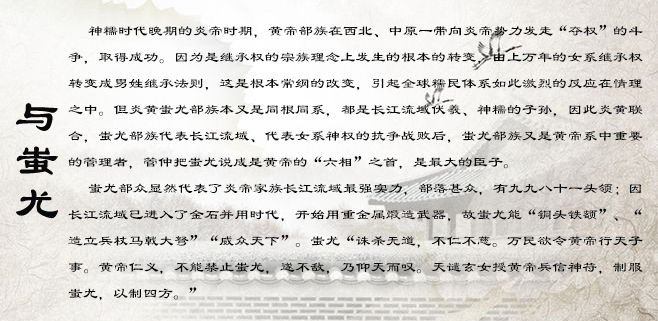 与蚩尤
神糯时代晚期的炎帝时期，黄帝部族在西北、中原一带向炎帝势力发走“夺权”的斗
争，取得成功。因为是继承权的宗族理念上发生的根本的转变，由上万年的女系继承权
转变成男姓继承法则，这是根本常纲的改变，引起全球糯民体系如此激烈的反应在情理
之中。但炎黄蚩尤部族本又是同根同系，都是长江流域伏羲、神糯的子孙，因此炎黄联
合，蚩尤部族代表长江流域、代表女系神权的抗争战败后，蚩尤部族又是黄帝系中重要
的管理者，管仲把蚩尤说成是黄帝的“六相”之首，是最大的臣子。
蚩尤部众显然代表了炎帝家族长江流域最强实力，部落甚众，有九九八十一头领；因
长江流域已进入了金石并用时代，开始用重金属煅造武器，故蚩尤能“铜头铁额”、“
造立兵杖马戟大弩”“威众天下”。蚩尤“诛杀无道，不仁不慈。万民欲令黄帝行天子
事。黄帝仁义，不能禁止蚩尤，遂不敌，乃仰天而叹。天谴玄女授黄帝兵信神符，制服
蚩尤，以制四方。”